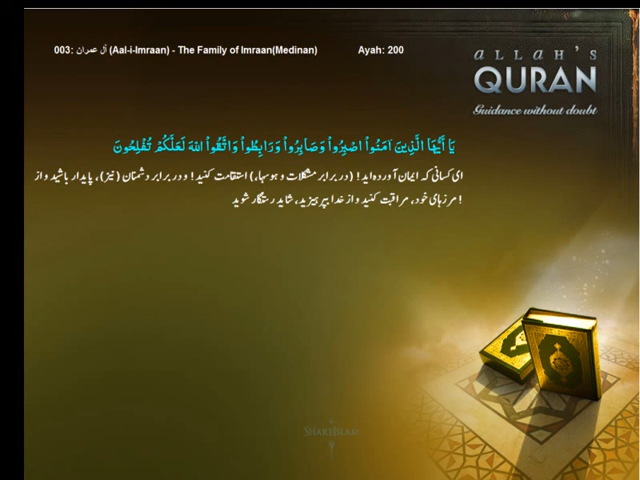 003: آل عمران (Aal-i-Imraan) - The Family of Imraan(Medinan) Ayah: 200
ALLAH'S
QURAN
Guidance without doubt
يَا أَيُّهَا الَّذِينَ آمَنُواْ اصْبِرُواْ وَصَابِرُواْ وَرَابِطُواْ وَاتَّقُواْ اللّهَ لَعَلَّكُمْ تُفْلِحُونَ
ای کسانی که ایمان آورده‌اید! (در برابر مشکلات و هوسها،) استقامت کنید! و در برابر دشمنان (نیز)، پایدار باشید و از
مرزهای خود، مراقبت کنید و از خدا بپرهیزید، شاید رستگار شوید!
SHAREISLAM